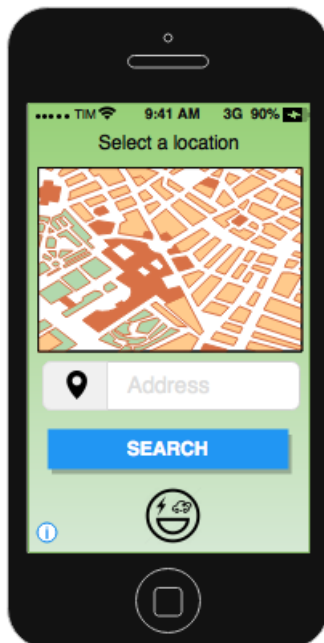 TIM 9:41 AM 3G 90%
Select a location
Address
SEARCH
i